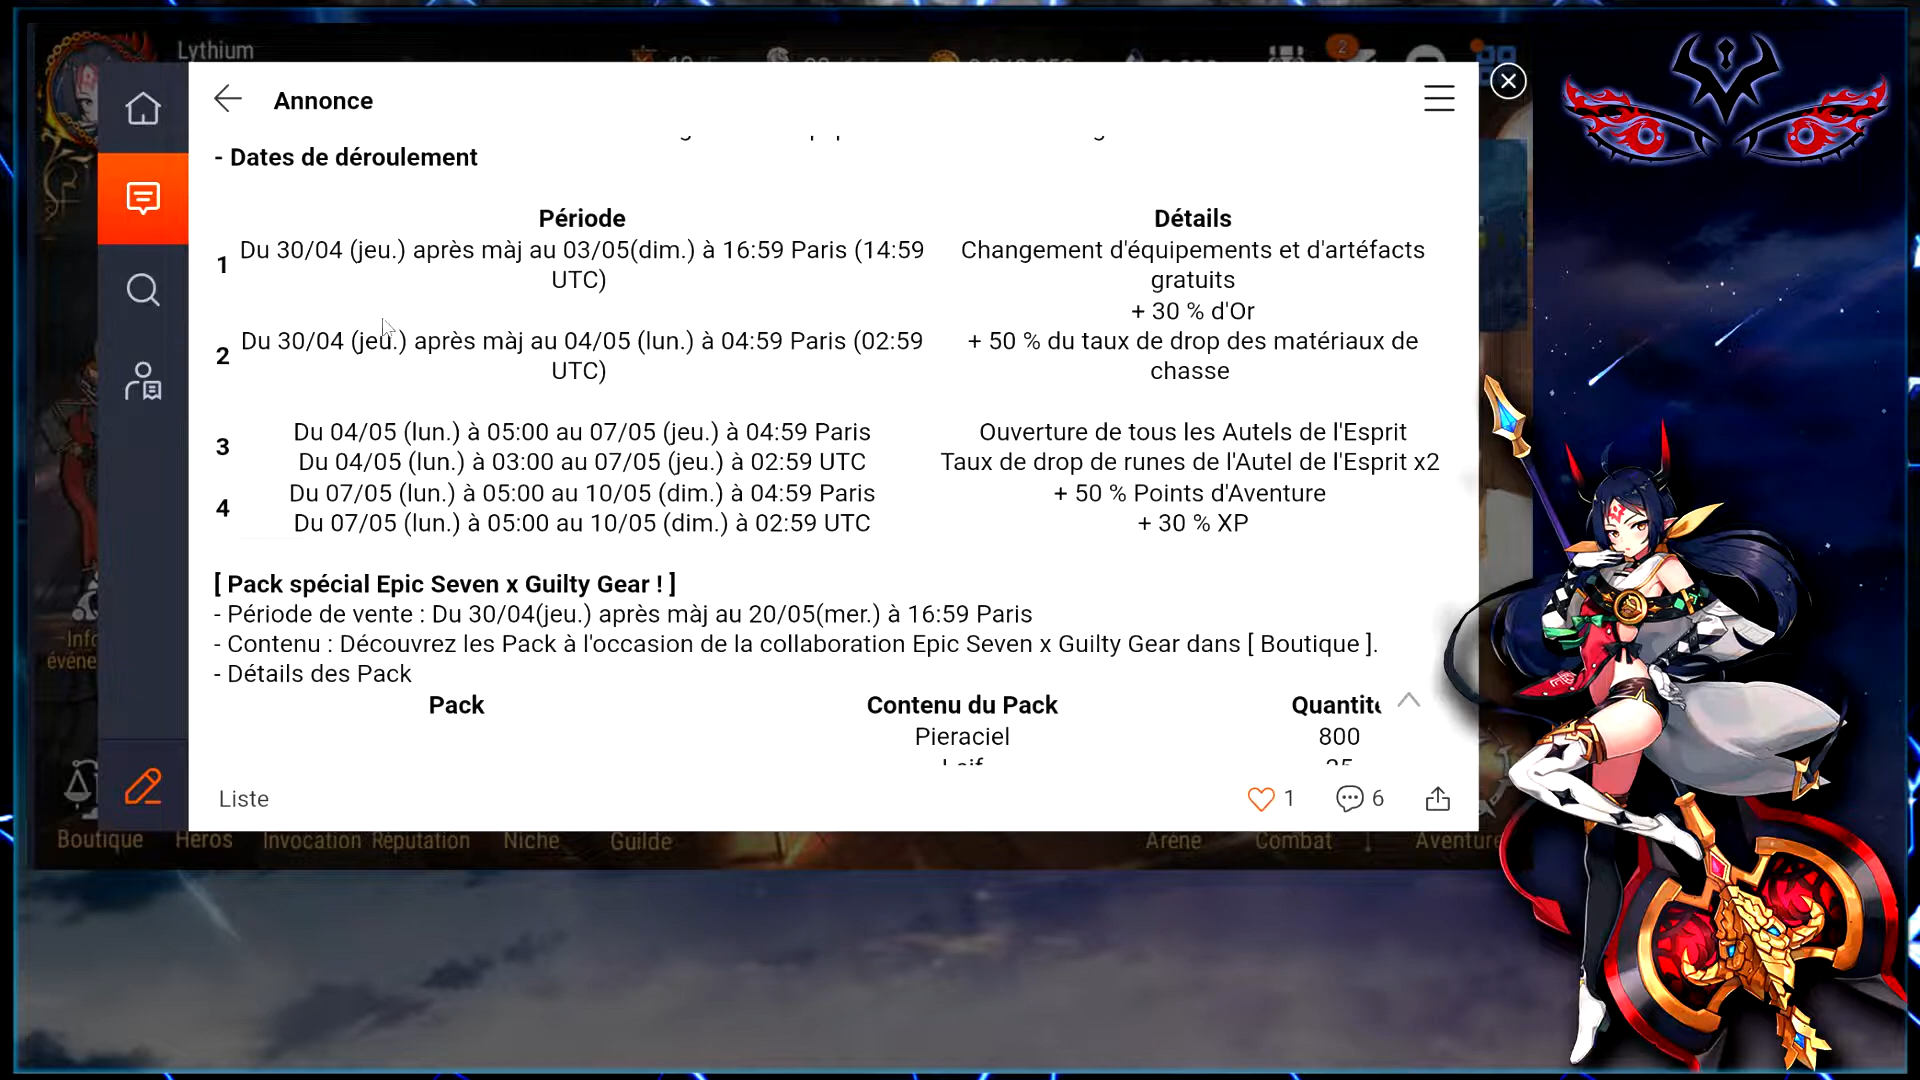 Lythium
2
Annonce
- Dates de déroulement
Période
Détails
1
Du 30/04 (jeu.) après màj au 03/05(dim.) à 16:59 Paris (14:59
UTC)
Changement d'équipements et d'artéfacts
gratuits
2
Du 30/04 (jeu.) après màj au 04/05 (lun.) à 04:59 Paris (02:59
UTC)
+ 30 % d'Or
+ 50 % du taux de drop des matériaux de
chasse
3
Du 04/05 (lun.) à 05:00 au 07/05 (jeu.) à 04:59 Paris
Du 04/05 (lun.) à 03:00 au 07/05 (jeu.) à 02:59 UTC
Ouverture de tous les Autels de l'Esprit
Taux de drop de runes de l'Autel de l'Esprit x2
4
Du 07/05 (lun.) à 05:00 au 10/05 (dim.) à 04:59 Paris
Du 07/05 (lun.) à 05:00 au 10/05 (dim.) à 02:59 UTC
+ 50 % Points d'Aventure
+ 30 % XP
[ Pack spécial Epic Seven x Guilty Gear ! ]
- Période de vente : Du 30/04(jeu.) après màj au 20/05(mer.) à 16:59 Paris
- Contenu : Découvrez les Pack à l'occasion de la collaboration Epic Seven x Guilty Gear dans [ Boutique ].
- Détails des Pack
Pack
Contenu du Pack
Quantité
Pieraciel
800
Liste
1
6
Info
événe
Boutique
Héros
Invocation
Réputation
Niche
Guilde
Arène
Combat
Aventure